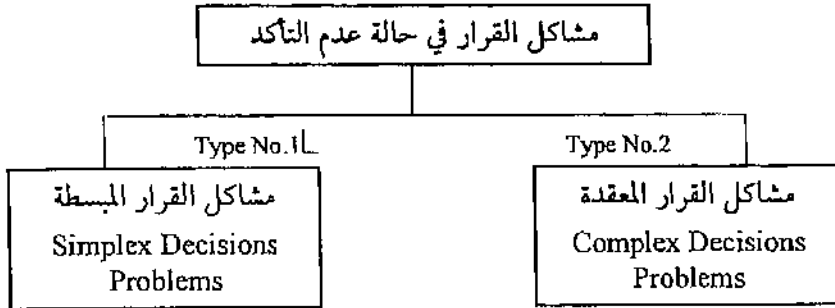 مشاكل القرار في حالة عدم التأكد
Type No.1
Type No.2
مشاكل القرار المبسطة
Simplex Decisions
Problems
مشاكل القرار المعقدة
Complex Decisions
Problems